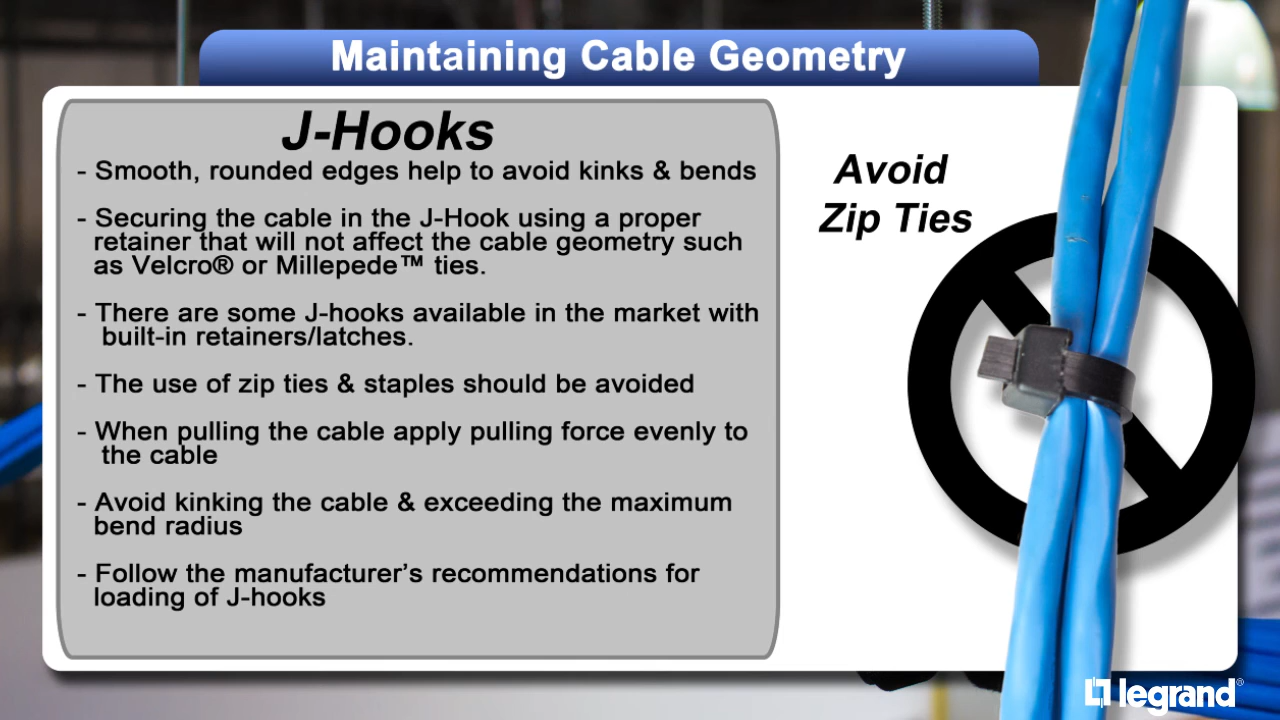 Maintaining Cable Geometry
J-Hooks
- Smooth, rounded edges help to avoid kinks & bends
- Securing the cable in the J-Hook using a proper
retainer that will not affect the cable geometry such
as Velcro® or Millepede™ ties.
- There are some J-hooks available in the market with
built-in retainers/latches.
- The use of zip ties & staples should be avoided
- When pulling the cable apply pulling force evenly to
the cable
- Avoid kinking the cable & exceeding the maximum
bend radius
- Follow the manufacturer’s recommendations for
loading of J-hooks
Avoid
Zip Ties
legrand®